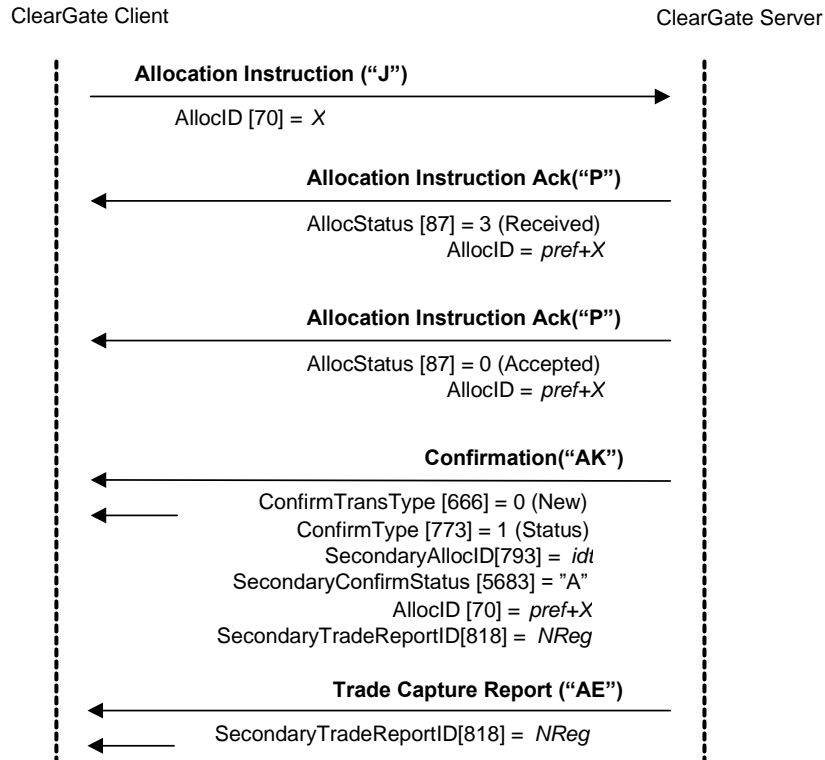 ClearGate Client
ClearGate Server
Allocation Instruction (“J”)
AllocID [70] = X
Allocation Instruction Ack(“P”)
AllocStatus [87] = 3 (Received)
AllocID = pref+X
Allocation Instruction Ack(“P”)
AllocStatus [87] = 0 (Accepted)
AllocID = pref+X
Confirmation(“AK”)
ConfirmTransType [666] = 0 (New)
ConfirmType [773] = 1 (Status)
SecondaryAllocID[793] = idt
SecondaryConfirmStatus [5683] = ”A”
AllocID [70] = pref+X
SecondaryTradeReportID[818] = NReg
Trade Capture Report (“AE”)
SecondaryTradeReportID[818] = NReg